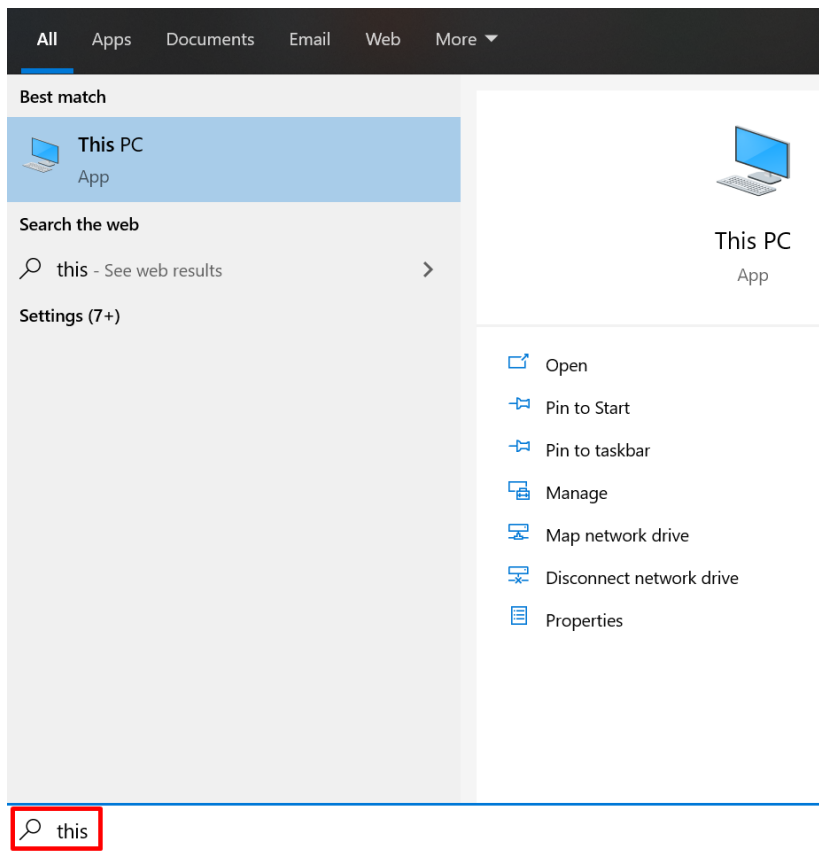 All Apps Documents Email Web More
Best match
This PC
App
Search the web
this - See web results
Settings (7+)
This PC
App
Open
Pin to Start
Pin to taskbar
Manage
Map network drive
Disconnect network drive
Properties
this